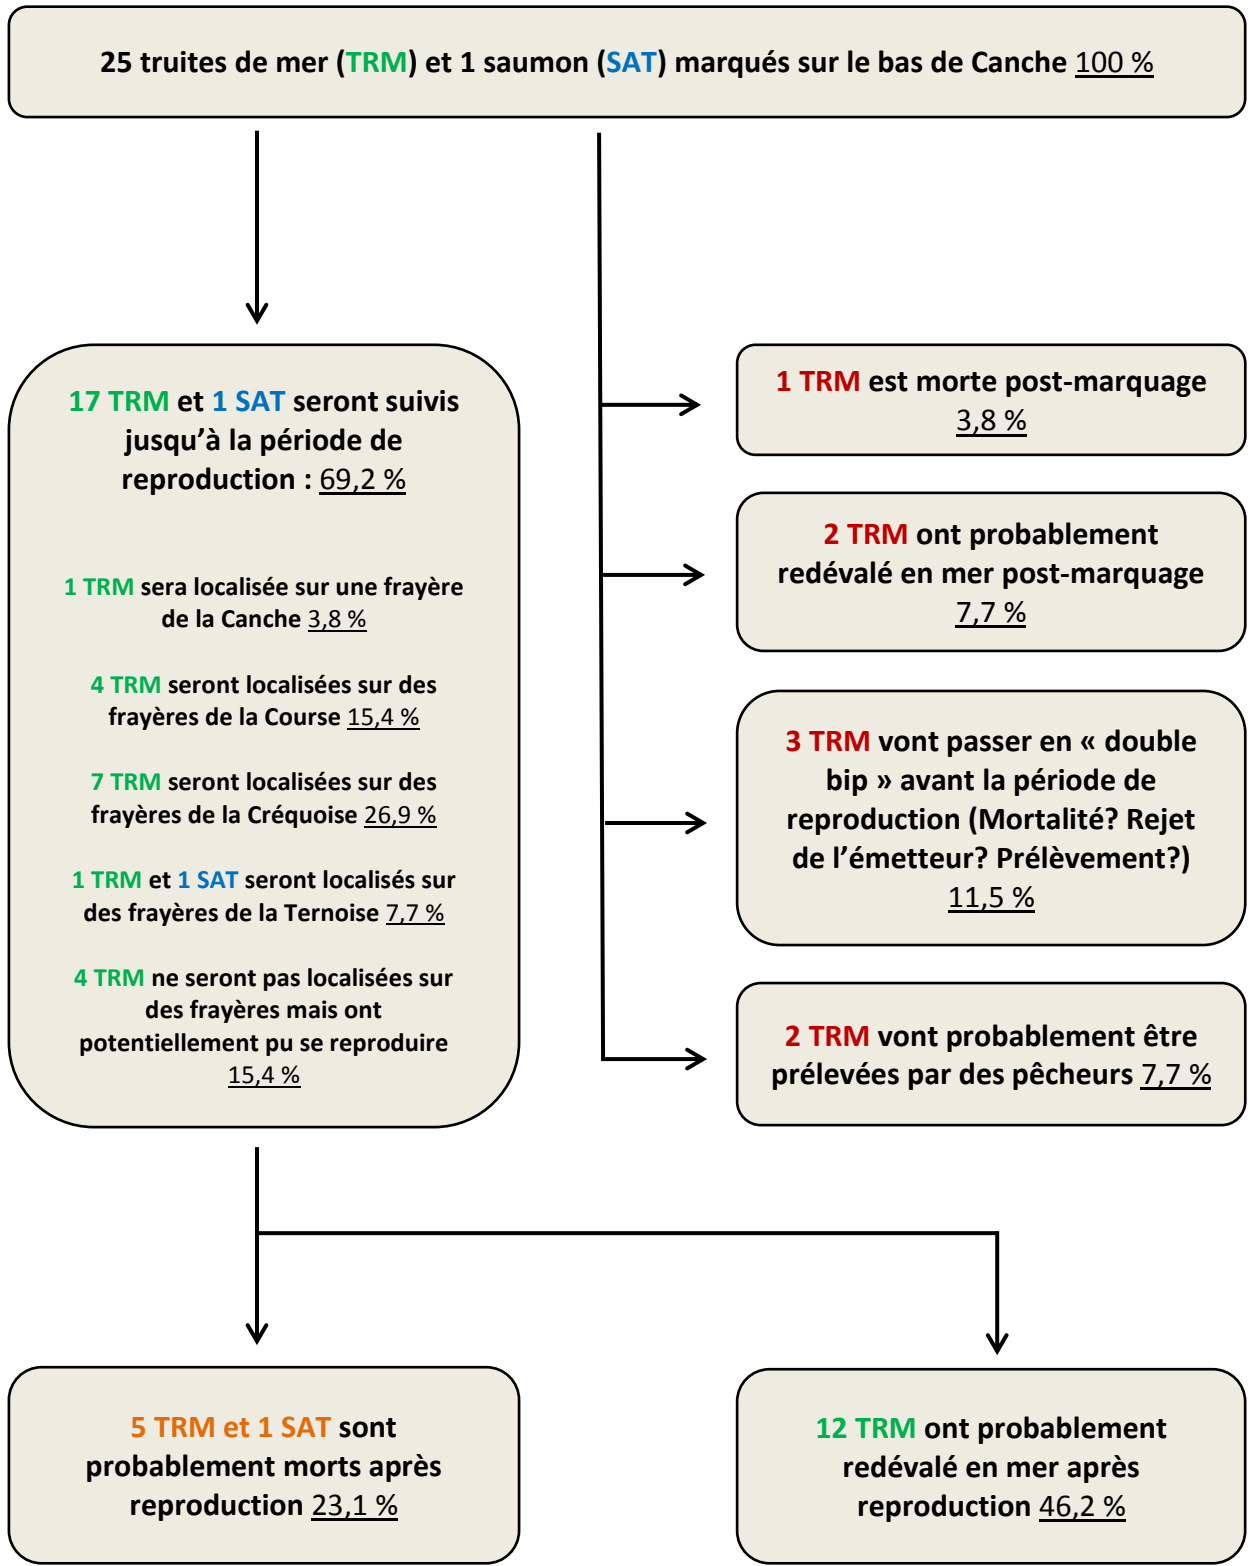 25 truites de mer (TRM) et 1 saumon (SAT) marqués sur le bas de Canche 100 %
17 TRM et 1 SAT seront suivis
jusqu’à la période de
reproduction : 69,2 %
1 TRM sera localisée sur une frayère
de la Canche 3,8 %
4 TRM seront localisées sur des
frayères de la Course 15,4 %
7 TRM seront localisées sur des
frayères de la Créquoise 26,9 %
1 TRM et 1 SAT seront localisés sur
des frayères de la Ternoise 7,7 %
4 TRM ne seront pas localisées sur
des frayères mais ont
potentiellement pu se reproduire
15,4 %
1 TRM est morte post-marquage
3,8 %
2 TRM ont probablement
redévalé en mer post-marquage
7,7 %
3 TRM vont passer en « double
bip » avant la période de
reproduction (Mortalité? Rejet
de l’émetteur? Prélèvement?)
11,5 %
2 TRM vont probablement être
prélevées par des pêcheurs 7,7 %
5 TRM et 1 SAT sont
probablement morts après
reproduction 23,1 %
12 TRM ont probablement
redévalé en mer après
reproduction 46,2 %